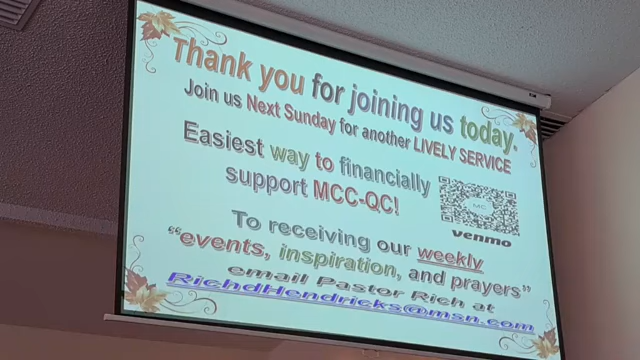 Thank you for joining us today.
Join us Next Sunday for another LIVELY SERVICE
Easiest way to financially
support MCC-QC!
MC
venmo
To receiving our weekly
“events, inspiration, and prayers”
email Pastor Rich at
RichdHendricks@msn.com